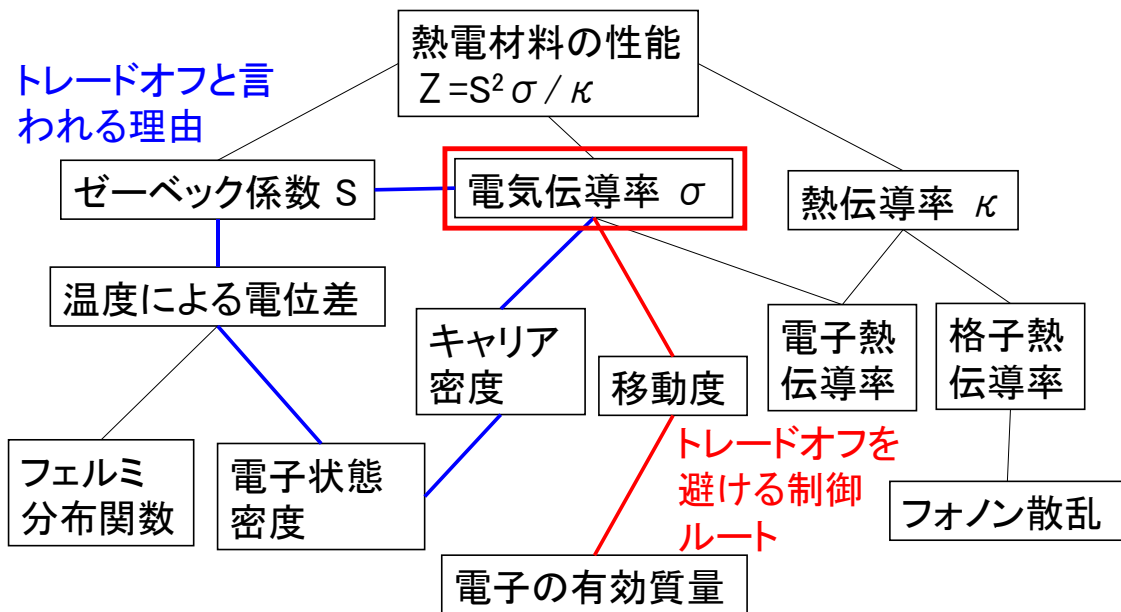 熱電材料の性能
Z=S²σ/κ
トレードオフと言
われる理由
ゼーベック係数 S
電気伝導率 σ
熱伝導率 κ
温度による電位差
キャリア
密度
移動度
電子熱
伝導率
格子熱
伝導率
フェルミ
分布関数
電子状態
密度
トレードオフを
避ける制御
ルート
フォノン散乱
電子の有効質量